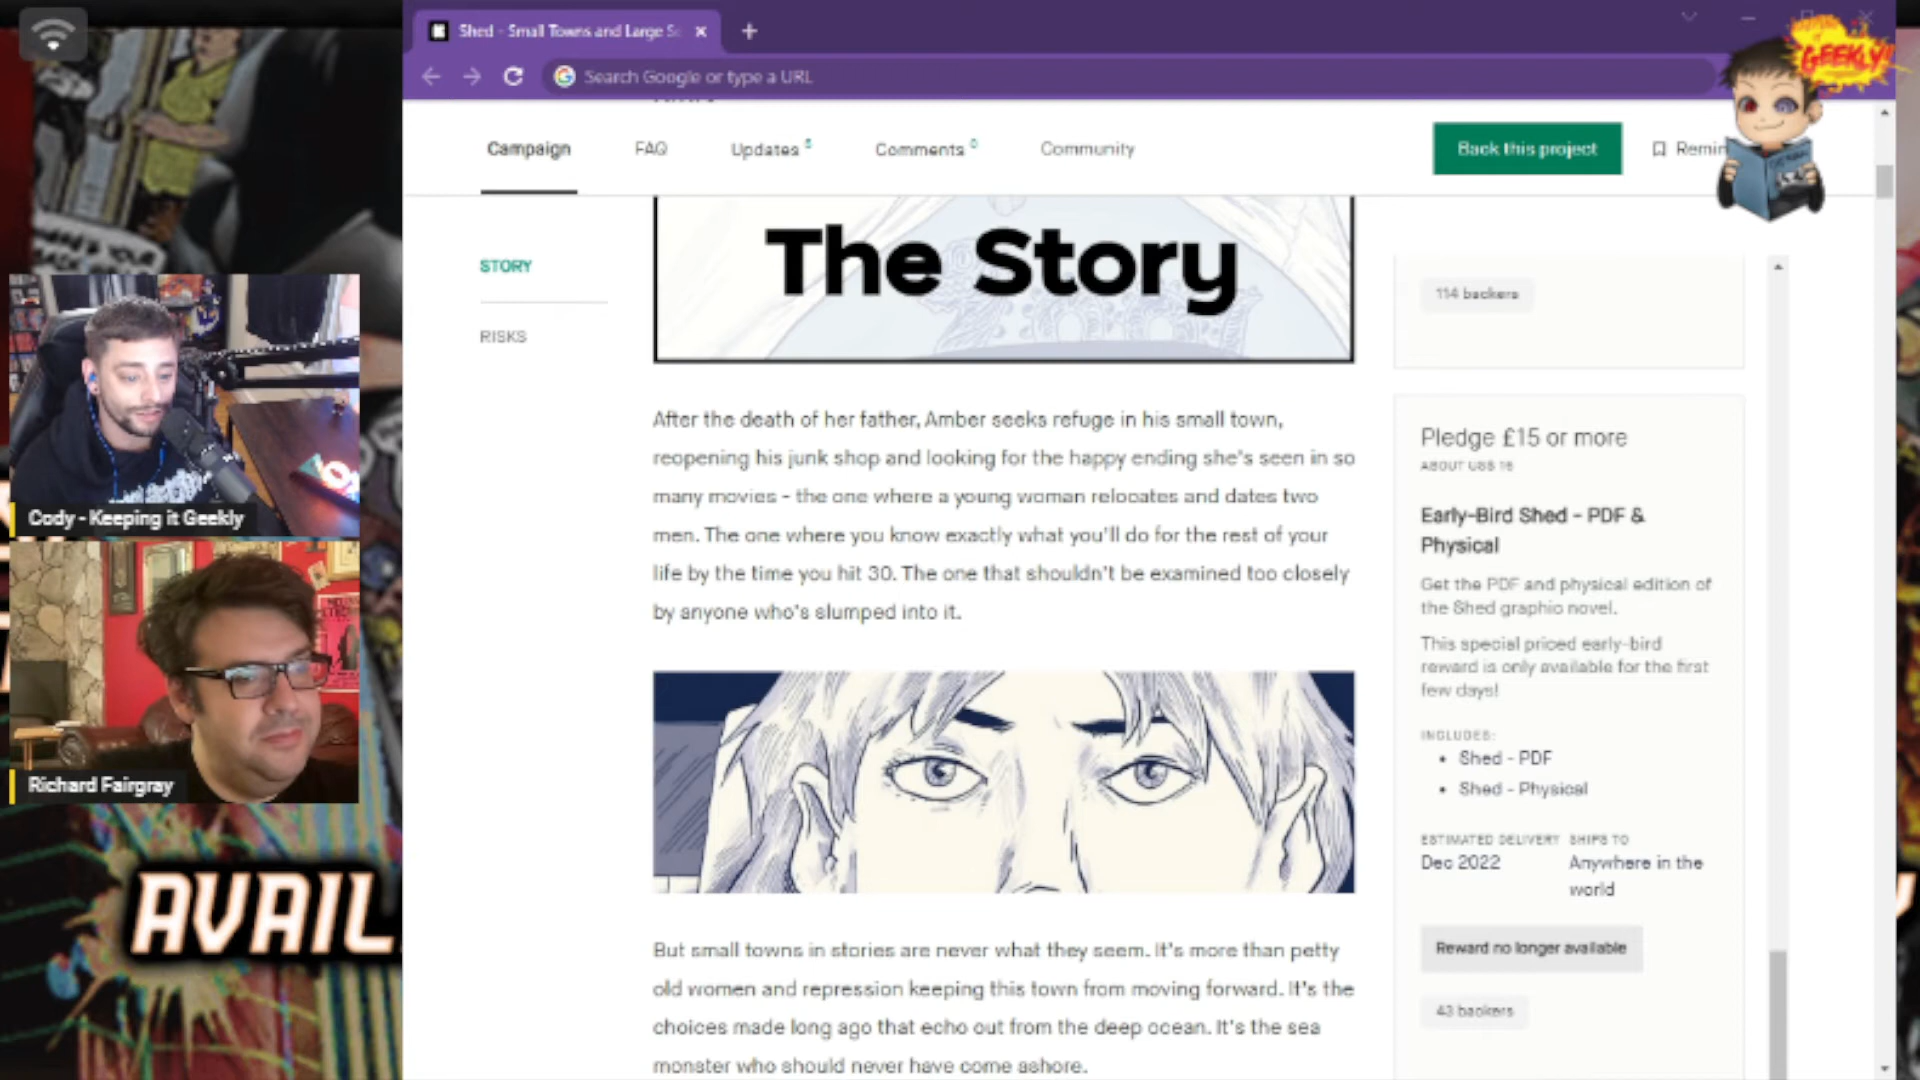 Shed - Small Towns and Large
Search Google or type a URL
GEEKLY!
Campaign
FAQ
Updates 5
Comments 0
Community
Back this project
Remin
The Story
STORY
RISKS
After the death of her father, Amber seeks refuge in his small town,
reopening his junk shop and looking for the happy ending she's seen in so
many movies - the one where a young woman relocates and dates two
men. The one where you know exactly what you'll do for the rest of your
life by the time you hit 30. The one that shouldn't be examined too closely
by anyone who's slumped into it.
But small towns in stories are never what they seem. It's more than petty
old women and repression keeping this town from moving forward. It's the
choices made long ago that echo out from the deep ocean. It's the sea
monster who should never have come ashore.
114 backers
Pledge £15 or more
ABOUT US$ 16
Early-Bird Shed - PDF &
Physical
Get the PDF and physical edition of
the Shed graphic novel.
This special priced early-bird
reward is only available for the first
few days!
INCLUDES:
Shed - PDF
Shed - Physical
ESTIMATED DELIVERY
Dec 2022
SHIPS TO
Anywhere in the
world
Reward no longer available
43 backers
Cody - Keeping it Geekly
Richard Fairgray
AVAIL